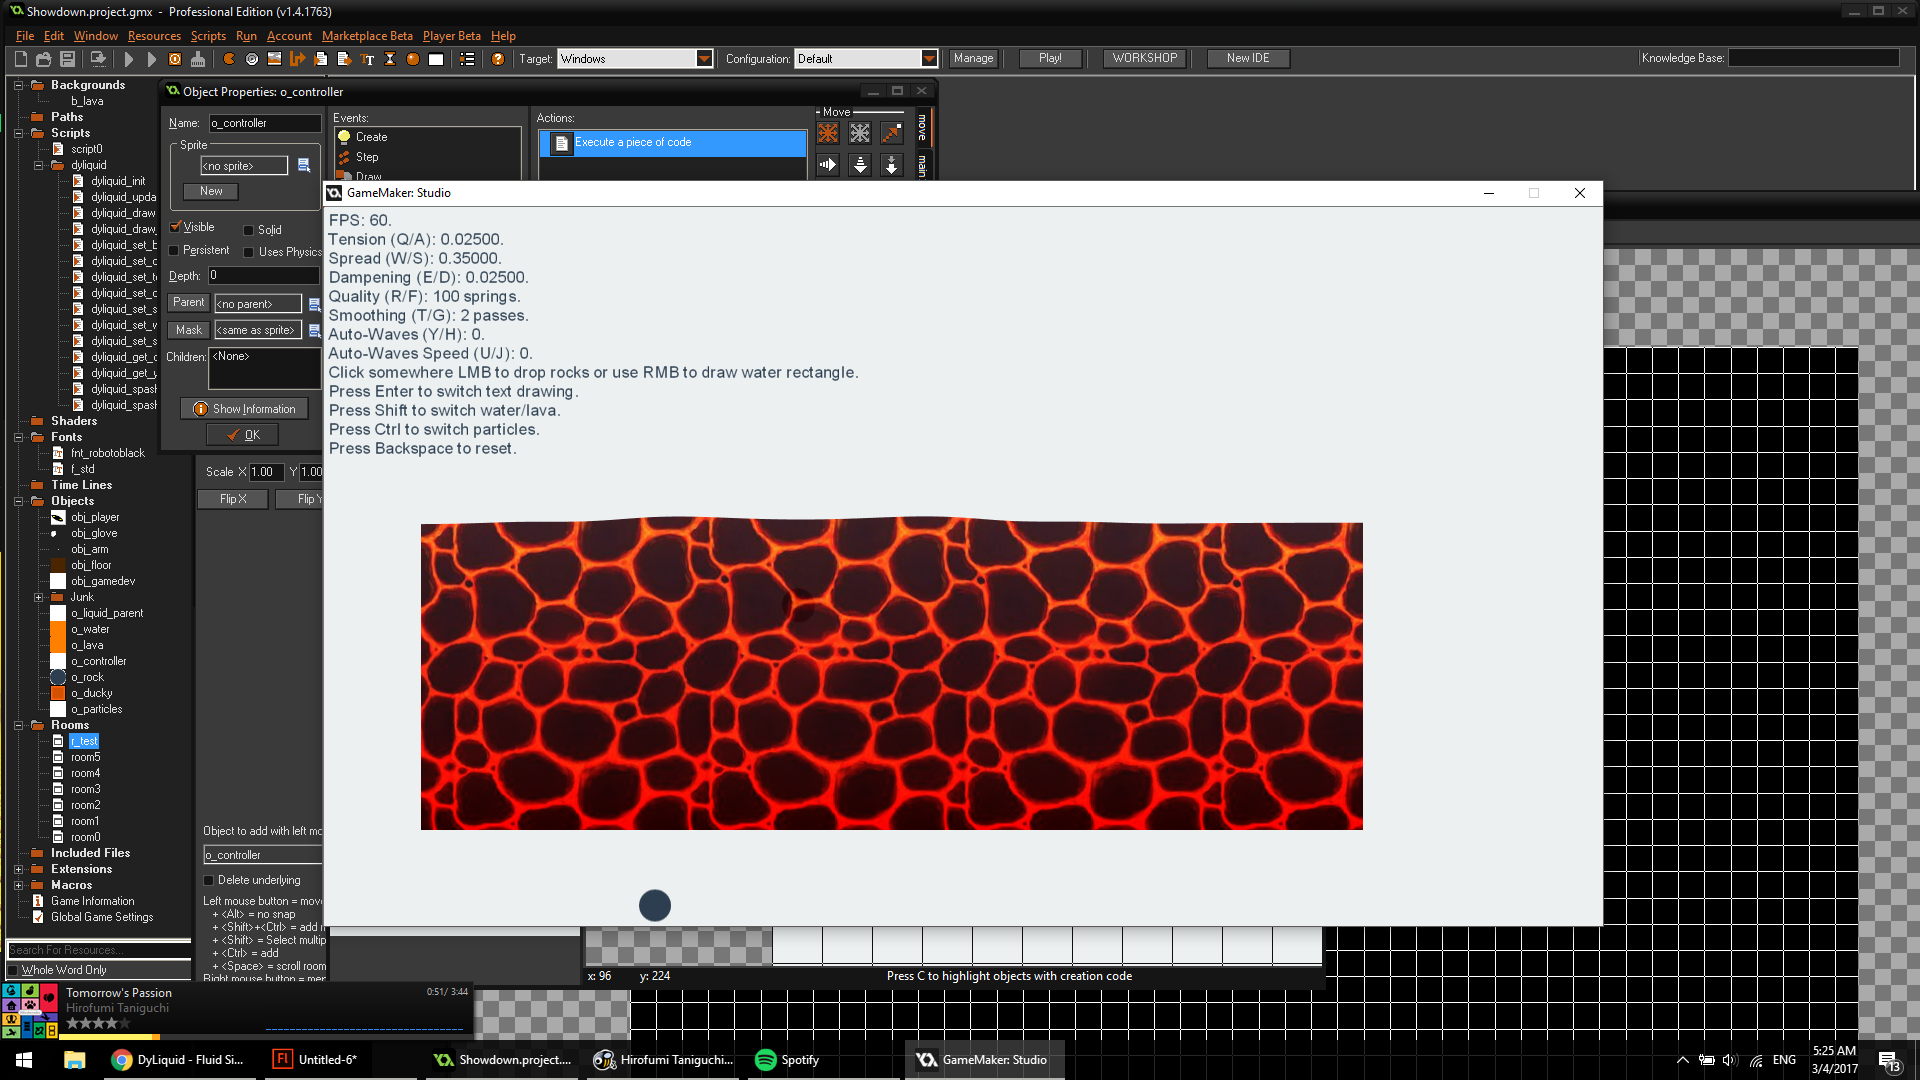 Showdown.project.gmx - Professional Edition (v1.4.1763)
File Edit Window Resources Scripts Run Account Marketplace Beta Player Beta Help
Target: Windows Configuration: Default Manage Play! WORKSHOP New IDE Knowledge Base:
Backgrounds
b_lava
Paths
Scripts
script0
dyliquid
dyliquid_init
dyliquid_upda
dyliquid_draw
dyliquid_draw_
dyliquid_set_b
dyliquid_set_c
dyliquid_set_t
dyliquid_set_c
dyliquid_set_s
dyliquid_set_v
dyliquid_set_s
dyliquid_get_c
dyliquid_get_y
dyliquid_spash
dyliquid_spash
Shaders
Fonts
fnt_robotoblack
f_std
Time Lines
Objects
obj_player
obj_glove
obj_arm
obj_floor
obj_gamedev
Junk
o_liquid_parent
o_water
o_lava
o_controller
o_rock
o_ducky
o_particles
Rooms
r_test
room5
room4
room3
room2
room1
room0
Included Files
Extensions
Macros
Game Information
Global Game Settings
Search For Resources...
Whole Word Only
Object Properties: o_controller
Name: o_controller
Sprite
<no sprite>
New
Visible Solid
Persistent Uses Physics
Depth: 0
Parent <no parent>
Mask <same as sprite>
Children: <None>
Show Information
OK
Events:
Create
Step
Draw
Actions:
Execute a piece of code
Move
move
main
Scale X 1.00 Y 1.00
Flip X Flip Y
Object to add with left mo
o_controller
Delete underlying
Left mouse button = move
+ <Alt> = no snap
+ <Shift>+<Ctrl> = add m
+ <Shift> = Select multip
+ <Ctrl> = add
+ <Space> = scroll room
Right mouse button = men
GameMaker: Studio
FPS: 60.
Tension (Q/A): 0.02500.
Spread (W/S): 0.35000.
Dampening (E/D): 0.02500.
Quality (R/F): 100 springs.
Smoothing (T/G): 2 passes.
Auto-Waves (Y/H): 0.
Auto-Waves Speed (U/J): 0.
Click somewhere LMB to drop rocks or use RMB to draw water rectangle.
Press Enter to switch text drawing.
Press Shift to switch water/lava.
Press Ctrl to switch particles.
Press Backspace to reset.
x: 96 y: 224 Press C to highlight objects with creation code
Tomorrow's Passion 0:51/ 3:44
Hirofumi Taniguchi
DyLiquid - Fluid Si... Untitled-6* Showdown.project.... Hirofumi Taniguchi... Spotify GameMaker: Studio ENG
5:25 AM
3/4/2017
13